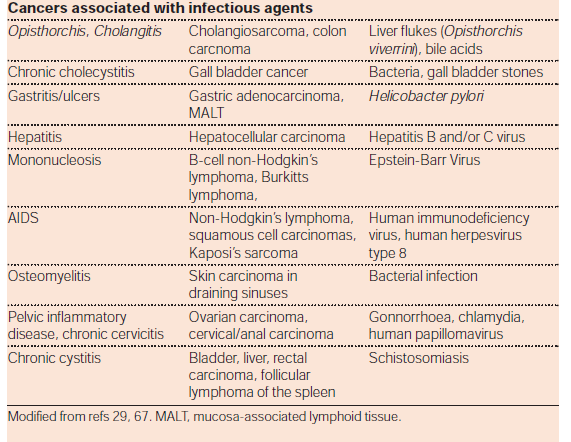 Cancers associated with infectious agents
Opisthorchis, Cholangitis Cholangiosarcoma, colon Liver flukes (Opisthorchis
carcnoma viverrini), bile acids
Chronic cholecystitis Gall bladder cancer Bacteria, gall bladder stones
Gastritis/ulcers Gastric adenocarcinoma, Helicobacter pylori
MALT
Hepatitis Hepatocellular carcinoma Hepatitis B and/or C virus
Mononucleosis B-cell non-Hodgkin's Epstein-Barr Virus
lymphoma, Burkitts
lymphoma,
AIDS Non-Hodgkin's lymphoma, Human immunodeficiency
squamous cell carcinomas, virus, human herpesvirus
Kaposi's sarcoma type 8
Osteomyelitis Skin carcinoma in Bacterial infection
draining sinuses
Pelvic inflammatory Ovarian carcinoma, Gonnorrhoea, chlamydia,
disease, chronic cervicitis cervical/anal carcinoma human papillomavirus
Chronic cystitis Bladder, liver, rectal Schistosomiasis
carcinoma, follicular
lymphoma of the spleen
Modified from refs 29, 67. MALT, mucosa-associated lymphoid tissue.